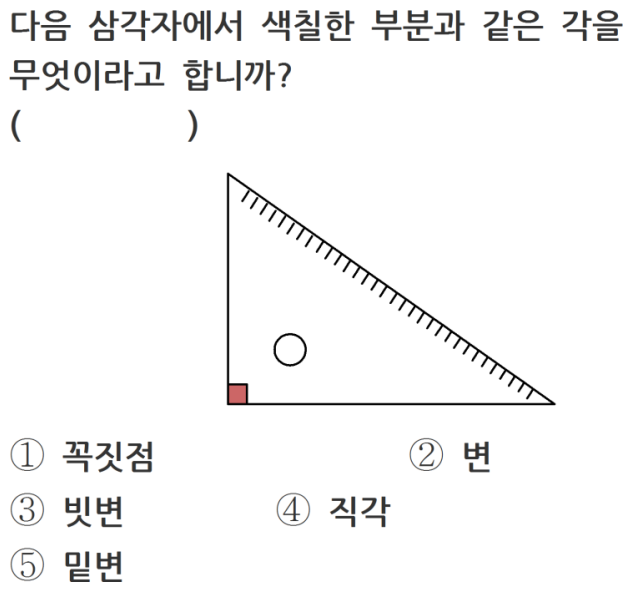 다음 삼각자에서 색칠한 부분과 같은 각을
무엇이라고 합니까?
( )
① 꼭짓점 ② 변
③ 빗변 ④ 직각
⑤ 밑변